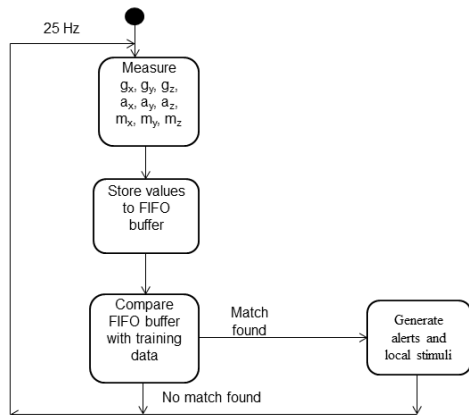 25 Hz
Measure
gx, gy, gz,
ax, ay, az,
mx, my, mz
Store values
to FIFO
buffer
Compare
FIFO buffer
with training
data
Match
found
Generate
alerts and
local stimuli
No match found